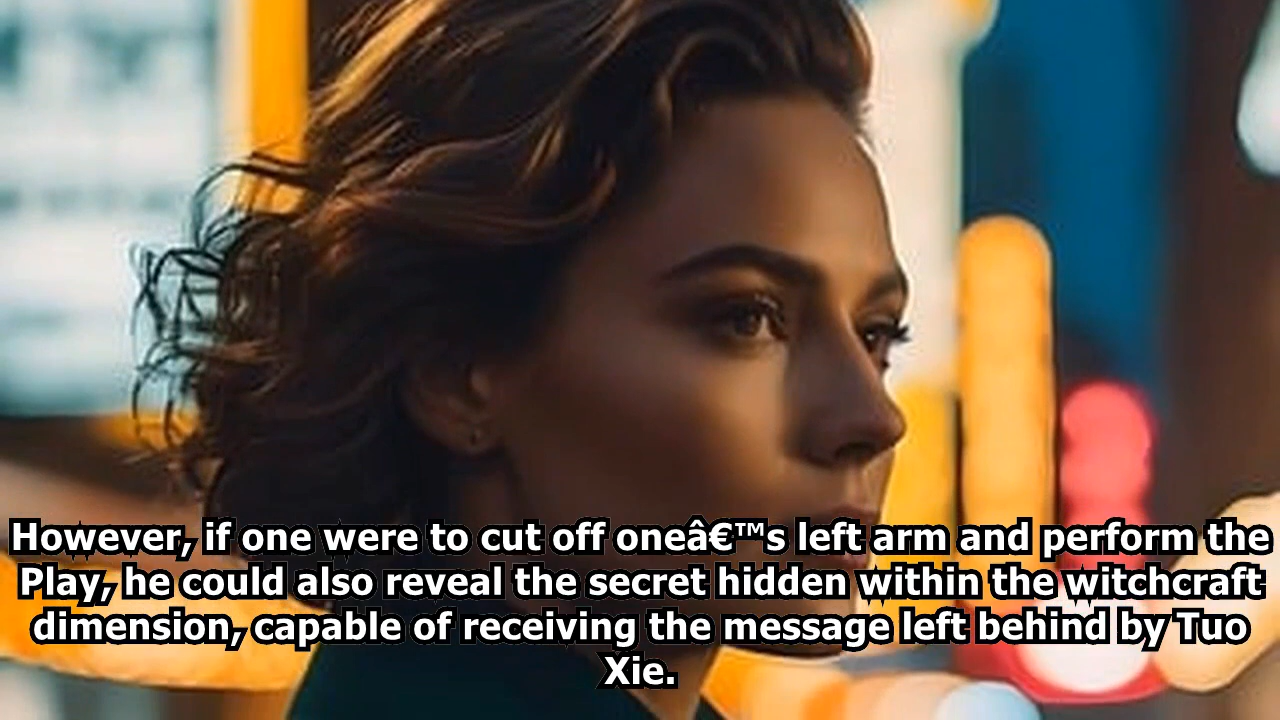 However, if one were to cut off oneâ€™s left arm and perform the
Play, he could also reveal the secret hidden within the witchcraft
dimension, capable of receiving the message left behind by Tuo
Xie.